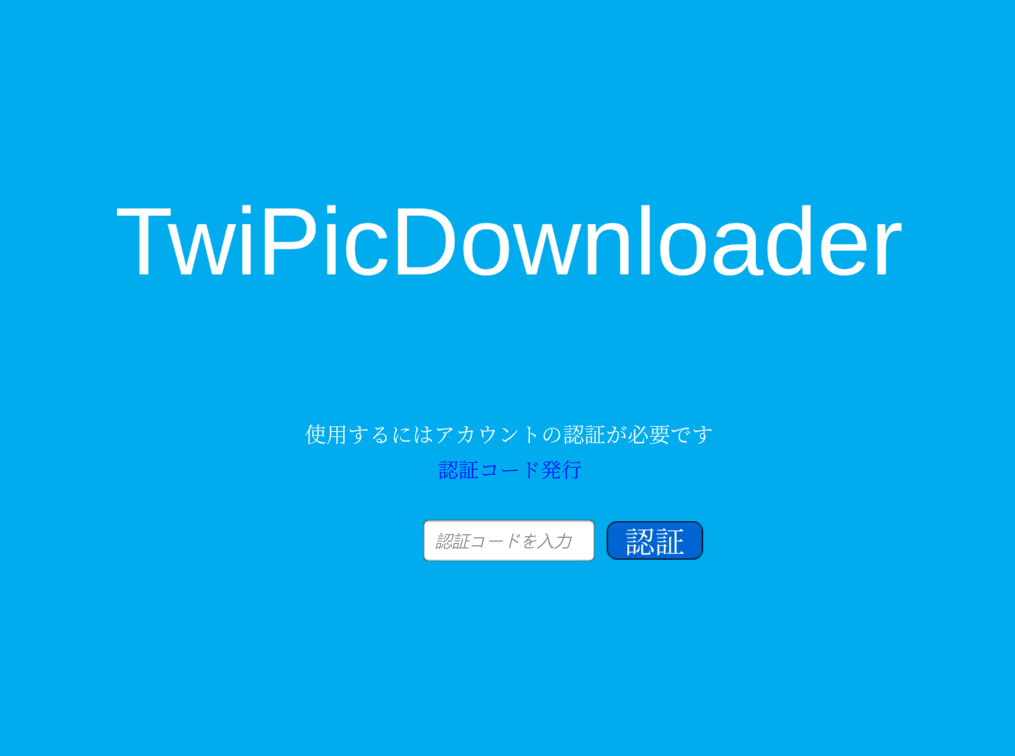 TwiPicDownloader
使用するにはアカウントの認証が必要です
認証コード発行
認証コードを入力 認証